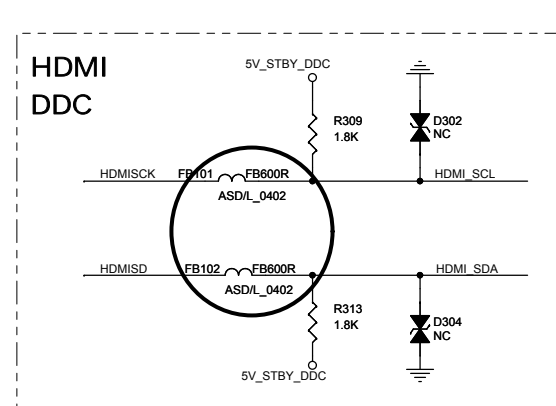 HDMI
DDC
5V_STBY_DDC
R309
1.8K
D302
NC
HDMISCK
FB101
FB600R
HDMI_SCL
ASD/L_0402
HDMISD
FB102
FB600R
HDMI_SDA
ASD/L_0402
R313
1.8K
D304
NC
5V_STBY_DDC